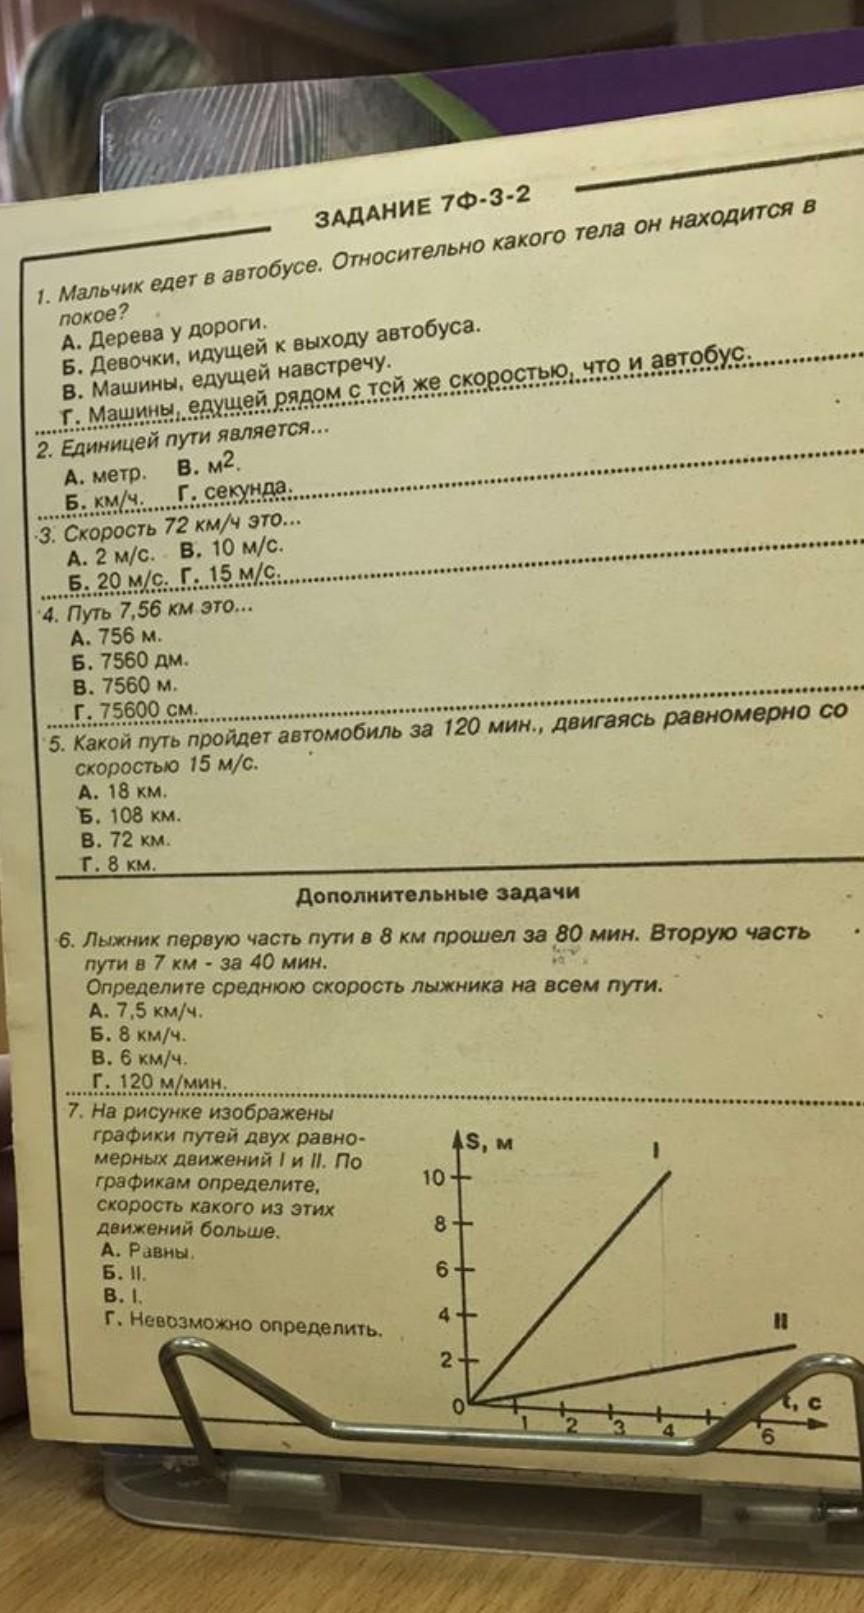 ЗАДАНИЕ 7Ф-3-2
1. Мальчик едет в автобусе. Относительно какого тела он находится в
покое?
А. Дерева у дороги.
Б. Девочки, идущей к выходу автобуса.
В. Машины, едущей навстречу.
Г. Машины, едущей рядом с той же скоростью, что и автобус.
2. Единицей пути является...
А. метр. В. м².
Б. км/ч. Г. секунда.
3. Скорость 72 км/ч это...
А. 2 м/с. В. 10 м/с.
Б. 20 м/с. Г. 15 м/с.
4. Путь 7,56 км это...
А. 756 м.
Б. 7560 дм.
В. 7560 м.
Г. 75600 см.
5. Какой путь пройдет автомобиль за 120 мин., двигаясь равномерно со
скоростью 15 м/с.
А. 18 км.
Б. 108 км.
В. 72 км.
Г. 8 км.
Дополнительные задачи
6. Лыжник первую часть пути в 8 км прошел за 80 мин. Вторую часть
пути в 7 км - за 40 мин.
Определите среднюю скорость лыжника на всем пути.
А. 7,5 км/ч.
Б. 8 км/ч.
В. 6 км/ч.
Г. 120 м/мин.
7. На рисунке изображены
графики путей двух равно-
мерных движений I и II. По
графикам определите,
скорость какого из этих
движений больше.
А. Равны.
Б. II.
В. I.
Г. Невозможно определить.
S, м
I
10
8
6
4
II
2
0
t, с
1 2 3 4 6